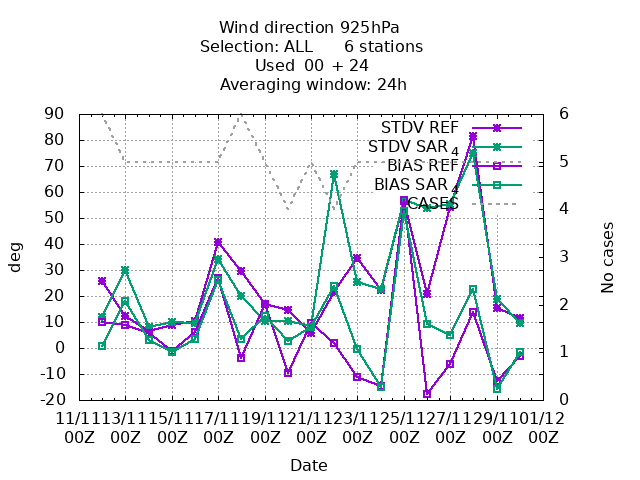 Wind direction 925hPa
Selection: ALL 6 stations
Used 00 + 24
Averaging window: 24h
90
80
70
60
50
40
30
20
10
0
-10
-20
deg
6
5
4
3
2
1
0
No cases
STDV REF
STDV SAR 4
BIAS REF
BIAS SAR 4
CASES
11/11 13/11 15/11 17/11 19/11 21/11 23/11 25/11 27/11 29/11 01/12
00Z 00Z 00Z 00Z 00Z 00Z 00Z 00Z 00Z 00Z 00Z
Date